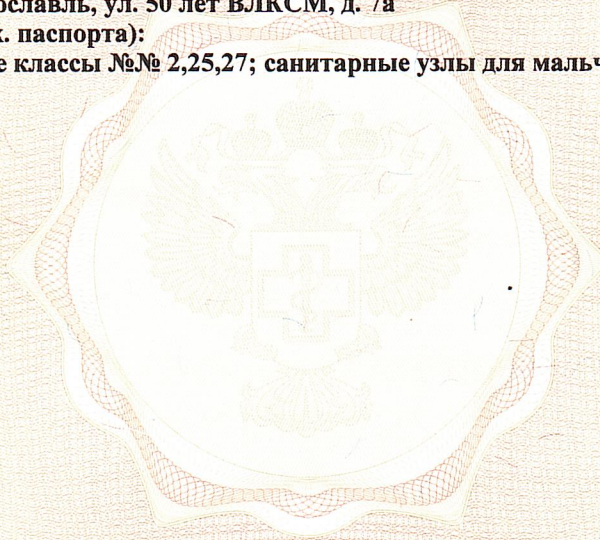 ославль, ул. 50 лет ВЛКСМ, д. 7а
. паспорта):
е классы №№ 2,25,27; санитарные узлы для мальч